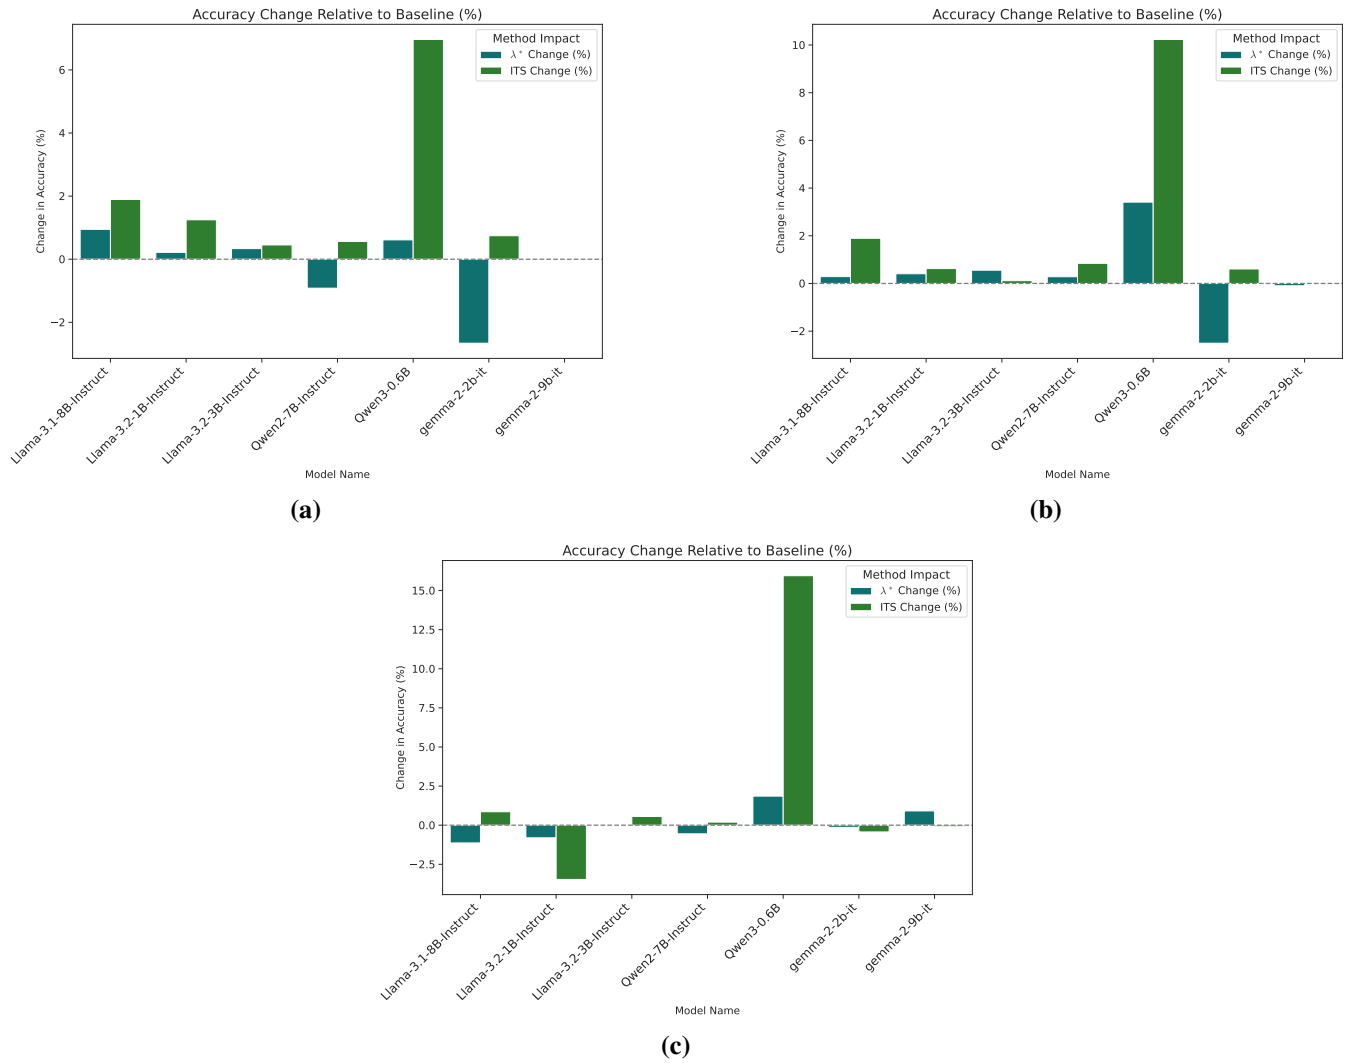 Accuracy Change Relative to Baseline (%)
Method Impact
λ* Change (%)
ITS Change (%)
Change in Accuracy (%)
6
4
2
0
−2
Llama-3.1-8B-Instruct
Llama-3.2-1B-Instruct
Llama-3.2-3B-Instruct
Qwen2-7B-Instruct
Qwen3-0.6B
gemma-2-2b-it
gemma-2-9b-it
Model Name
(a)
Accuracy Change Relative to Baseline (%)
Method Impact
λ* Change (%)
ITS Change (%)
Change in Accuracy (%)
10
8
6
4
2
0
−2
Llama-3.1-8B-Instruct
Llama-3.2-1B-Instruct
Llama-3.2-3B-Instruct
Qwen2-7B-Instruct
Qwen3-0.6B
gemma-2-2b-it
gemma-2-9b-it
Model Name
(b)
Accuracy Change Relative to Baseline (%)
Method Impact
λ* Change (%)
ITS Change (%)
Change in Accuracy (%)
15.0
12.5
10.0
7.5
5.0
2.5
0.0
−2.5
Llama-3.1-8B-Instruct
Llama-3.2-1B-Instruct
Llama-3.2-3B-Instruct
Qwen2-7B-Instruct
Qwen3-0.6B
gemma-2-2b-it
gemma-2-9b-it
Model Name
(c)